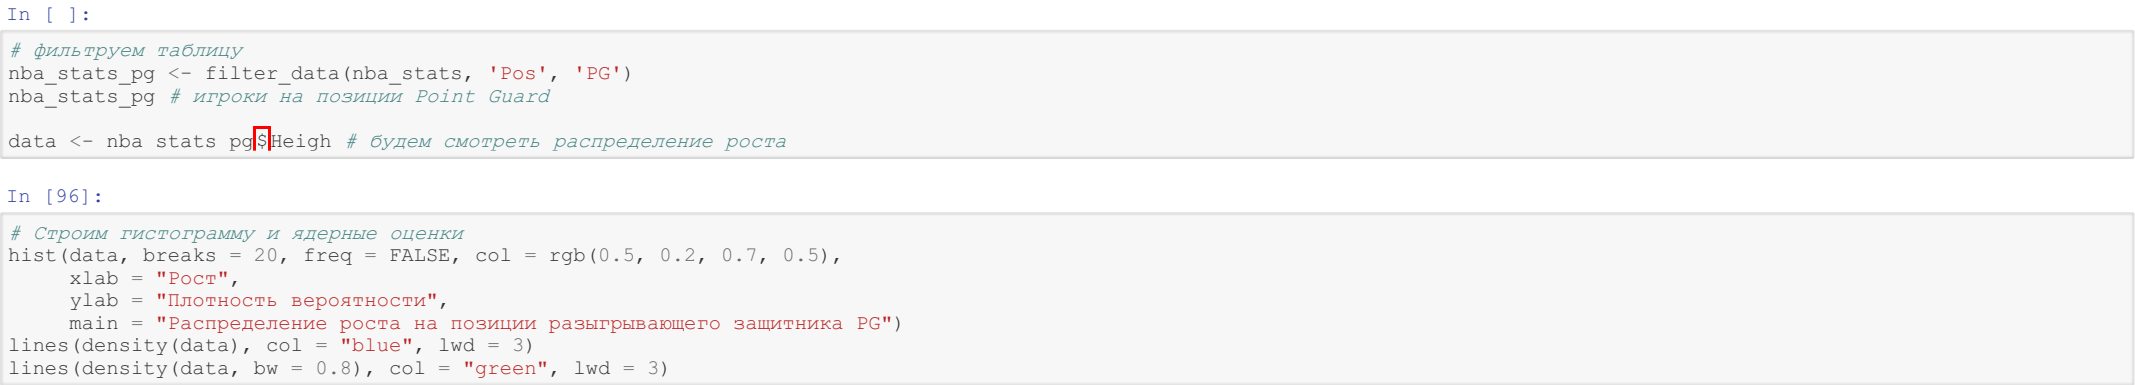 In [ ]:
# фильтруем таблицу
nba_stats_pg <- filter_data(nba_stats, 'Pos', 'PG')
nba_stats_pg # игроки на позиции Point Guard
data <- nba stats pg$Heigh # будем смотреть распределение роста
In [96]:
# Строим гистограмму и ядерные оценки
hist(data, breaks = 20, freq = FALSE, col = rgb(0.5, 0.2, 0.7, 0.5),
xlab = "Рост",
ylab = "Плотность вероятности",
main = "Распределение роста на позиции разыгрывающего защитника PG")
lines(density(data), col = "blue", lwd = 3)
lines(density(data, bw = 0.8), col = "green", lwd = 3)